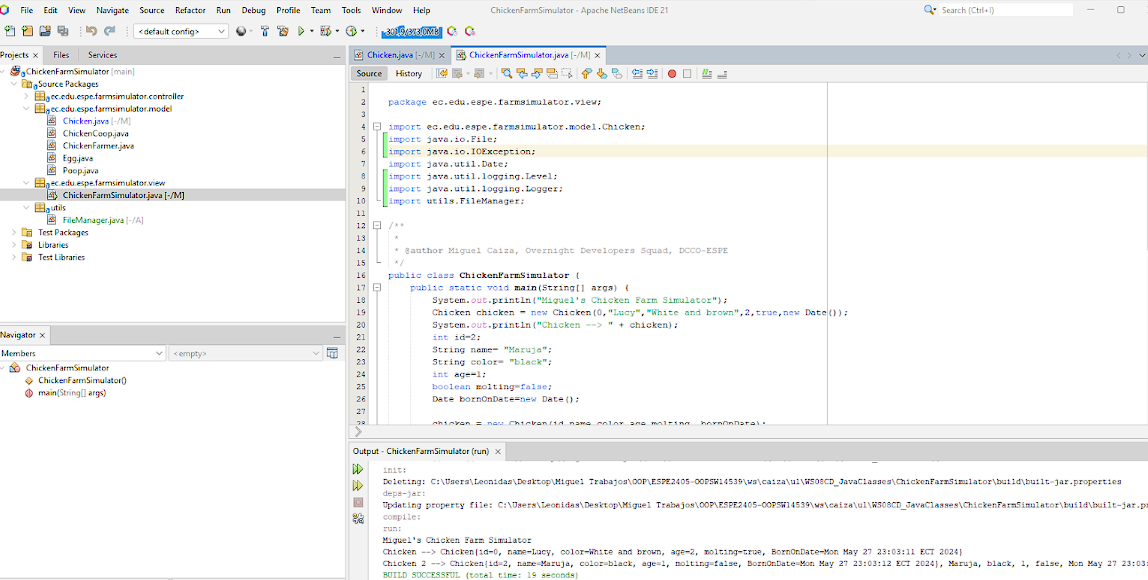 File Edit View Navigate Source Refactor Run Debug Profile Team Tools Window Help
ChickenFarmSimulator - Apache NetBeans IDE 21
Search (Ctrl+I)
<default config>
301,9/373,0MB
Projects Files Services
ChickenFarmSimulator [main]
Source Packages
ec.edu.espe.farmsimulator.controller
ec.edu.espe.farmsimulator.model
Chicken.java [-/M]
ChickenCoop.java
ChickenFarmer.java
Egg.java
Poop.java
ec.edu.espe.farmsimulator.view
ChickenFarmSimulator.java [-/M]
utils
FileManager.java [-/A]
Test Packages
Libraries
Test Libraries
Navigator
Members <empty>
ChickenFarmSimulator
ChickenFarmSimulator()
main(String[] args)
Chicken.java [-/M] ChickenFarmSimulator.java [-/M]
Source History
1
2 package ec.edu.espe.farmsimulator.view;
3
4 import ec.edu.espe.farmsimulator.model.Chicken;
5 import java.io.File;
6 import java.io.IOException;
7 import java.util.Date;
8 import java.util.logging.Level;
9 import java.util.logging.Logger;
10 import utils.FileManager;
11
12 /**
13 *
14 * @author Miguel Caiza, Overnight Developers Squad, DCCO-ESPE
15 */
16 public class ChickenFarmSimulator {
17 public static void main(String[] args) {
18 System.out.println("Miguel's Chicken Farm Simulator");
19 Chicken chicken = new Chicken(0,"Lucy","White and brown",2,true,new Date());
20 System.out.println("Chicken --> " + chicken);
21 int id=2;
22 String name= "Maruja";
23 String color= "black";
24 int age=1;
25 boolean molting=false;
26 Date bornOnDate=new Date();
27
28 chicken = new Chicken(id,name,color,age,molting, bornOnDate);
Output - ChickenFarmSimulator (run)
init:
Deleting: C:\Users\Leonidas\Desktop\Miguel Trabajos\OOP\ESPE2405-OOPSW14539\ws\caiza\u1\WS08CD_JavaClasses\ChickenFarmSimulator\build\built-jar.properties
deps-jar:
Updating property file: C:\Users\Leonidas\Desktop\Miguel Trabajos\OOP\ESPE2405-OOPSW14539\ws\caiza\u1\WS08CD_JavaClasses\ChickenFarmSimulator\build\built-jar.pr
compile:
run:
Miguel's Chicken Farm Simulator
Chicken --> Chicken{id=0, name=Lucy, color=White and brown, age=2, molting=true, BornOnDate=Mon May 27 23:03:11 ECT 2024}
Chicken 2 --> Chicken{id=2, name=Maruja, color=black, age=1, molting=false, BornOnDate=Mon May 27 23:03:12 ECT 2024}, Maruja, black, 1, false, Mon May 27 23:03
BUILD SUCCESSFUL (total time: 19 seconds)